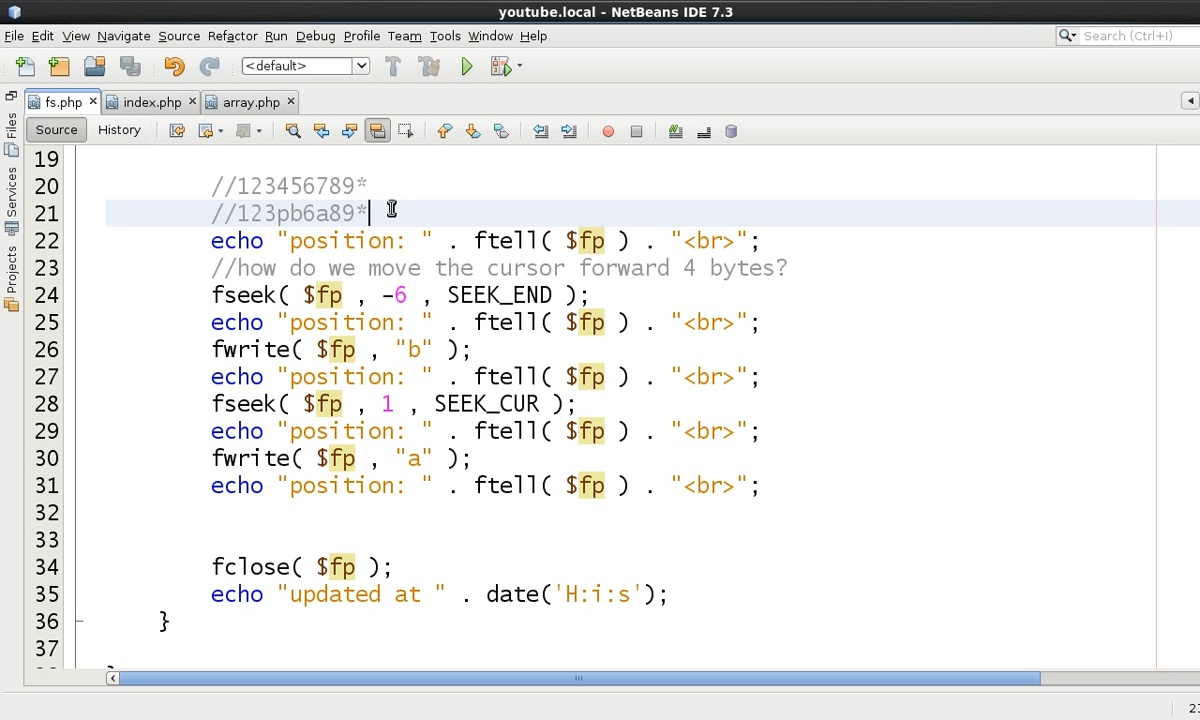 youtube.local - NetBeans IDE 7.3
File Edit View Navigate Source Refactor Run Debug Profile Team Tools Window Help
Search (Ctrl+I)
<default>
fs.php index.php array.php
Source History
Files
Services
Projects
19
20 //123456789*
21 //123pb6a89*
22 echo "position: " . ftell( $fp ) . "<br>";
23 //how do we move the cursor forward 4 bytes?
24 fseek( $fp , -6 , SEEK_END );
25 echo "position: " . ftell( $fp ) . "<br>";
26 fwrite( $fp , "b" );
27 echo "position: " . ftell( $fp ) . "<br>";
28 fseek( $fp , 1 , SEEK_CUR );
29 echo "position: " . ftell( $fp ) . "<br>";
30 fwrite( $fp , "a" );
31 echo "position: " . ftell( $fp ) . "<br>";
32
33
34 fclose( $fp );
35 echo "updated at " . date('H:i:s');
36 }
37